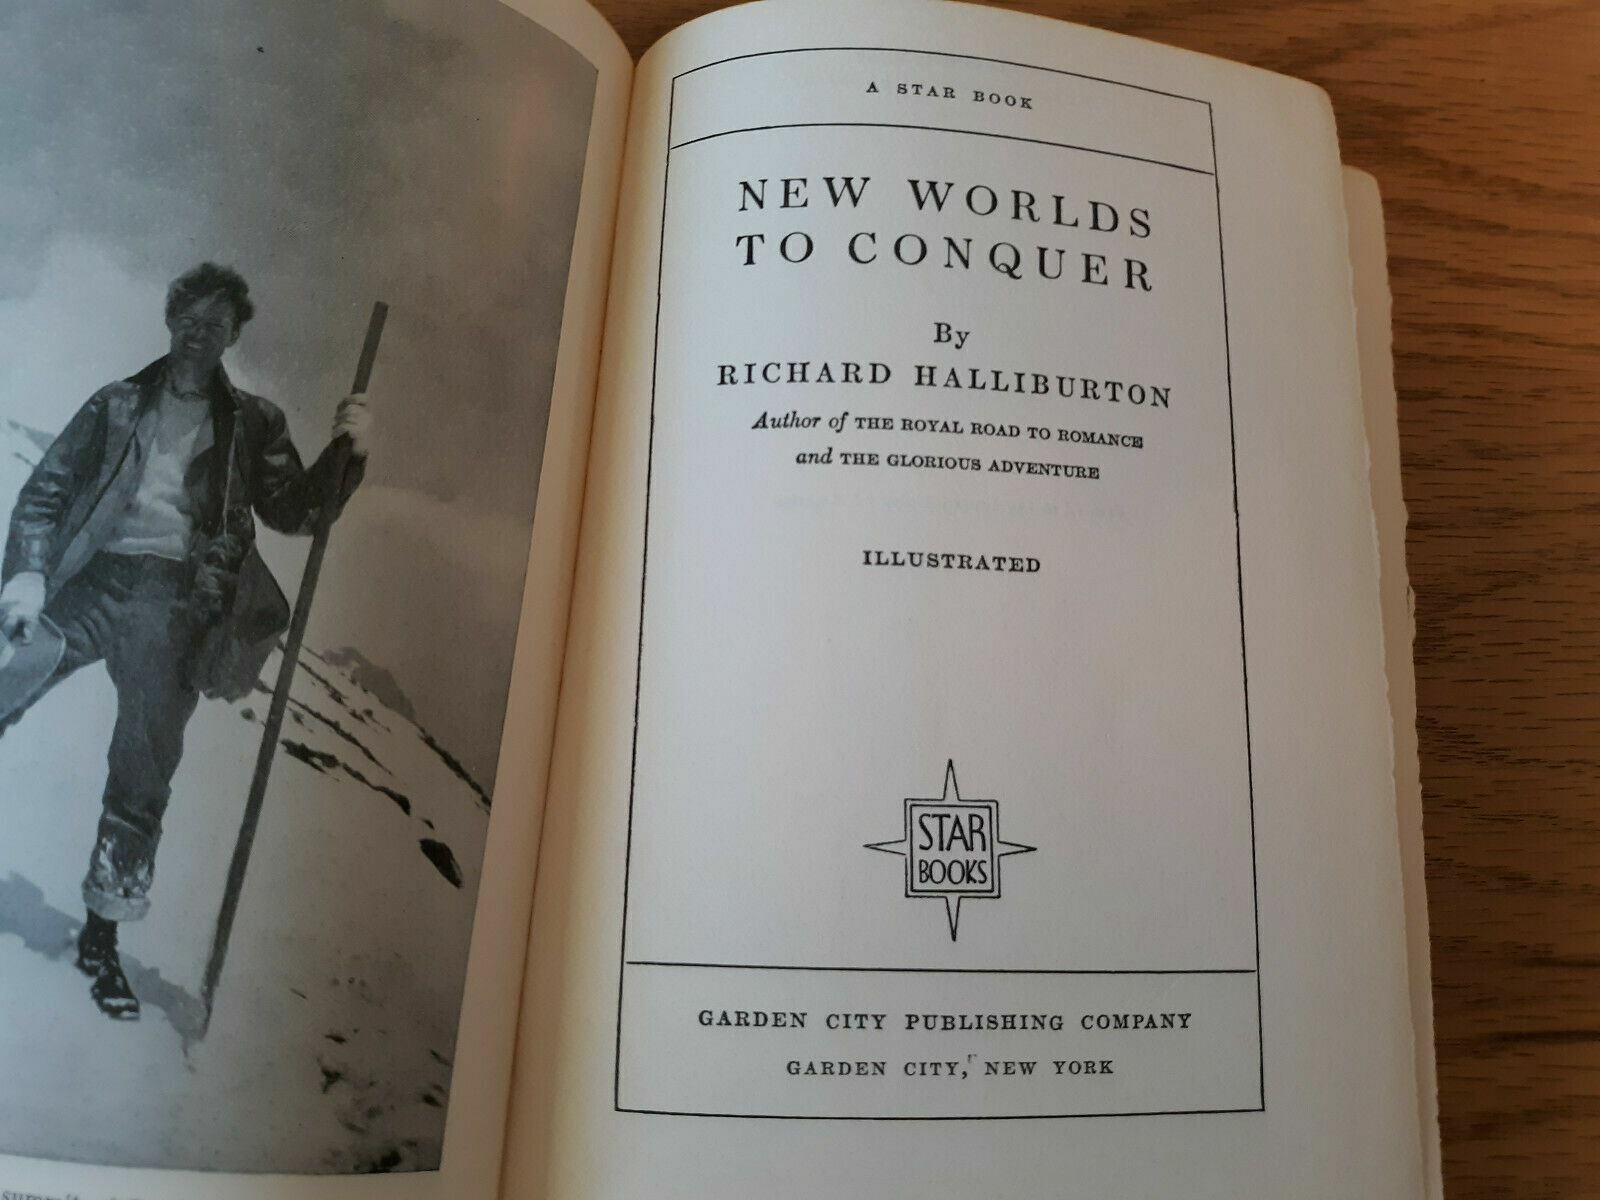 A STAR BOOK
NEW WORLDS
TO CONQUER
By
RICHARD HALLIBURTON
Author of THE ROYAL ROAD TO ROMANCE
and THE GLORIOUS ADVENTURE
ILLUSTRATED
STAR
BOOKS
GARDEN CITY PUBLISHING COMPANY
GARDEN CITY, NEW YORK